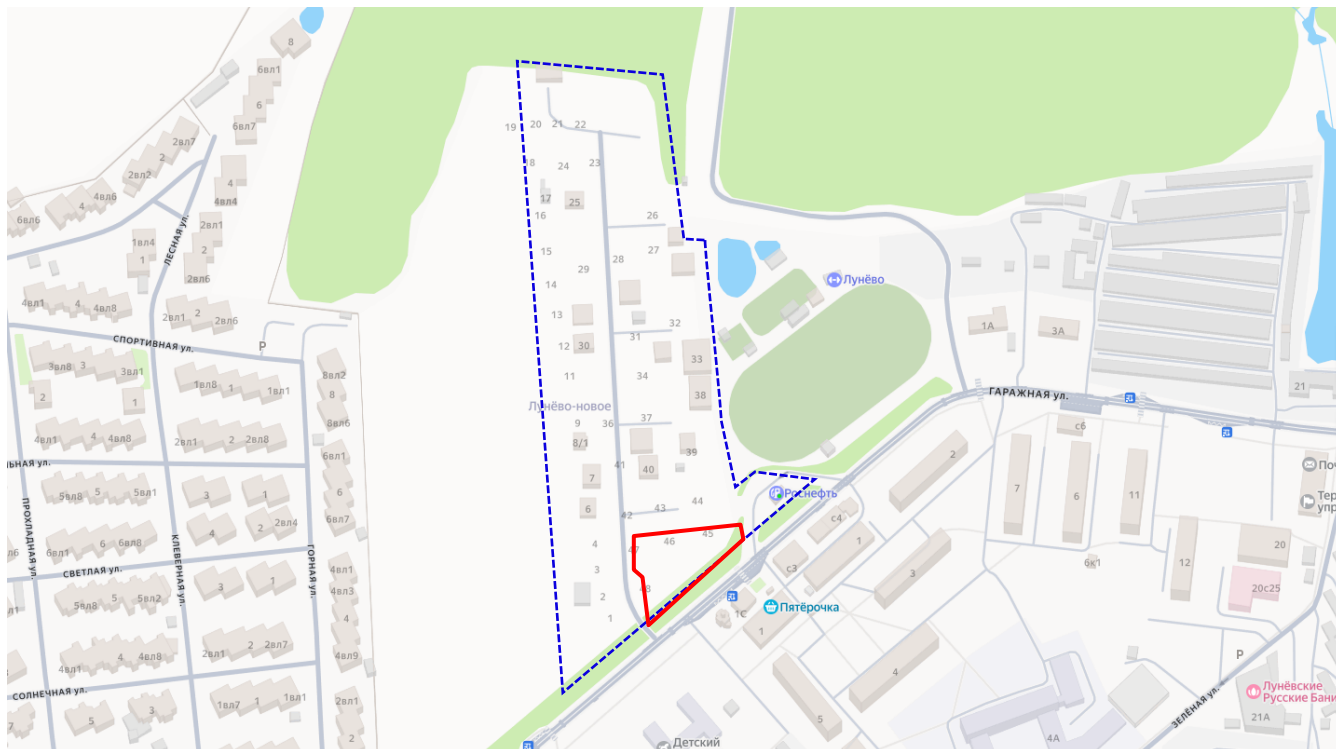 8
6вл1
6
6вл7
2вл7
2
2вл2
4
4вл4
4вл6
4
6вл6
2вл1
ЛЕСНАЯ ул.
1вл4
1
2
2вл6
4вл1
4
4вл8
2вл1
2
2вл6
19
20
21
22
18
24
23
17
25
16
26
15
27
28
29
14
13
32
31
12
30
11
34
33
38
Лунёво-новое
9
36
37
8/1
39
41
40
7
44
6
43
42
45
46
47
4
3
48
2
1
Лунёво
1А
3А
ГАРАЖНАЯ ул.
21
с6
СПОРТИВНАЯ ул.
Р
3вл8
3
3вл1
2
1
1вл8
1
1вл1
8вл2
8
8вл6
4вл1
4
4вл8
2вл1
2
2вл8
6вл1
ЬНАЯ ул.
5вл8
5
5вл1
3
1
6
6вл7
ПРОХЛАДНАЯ ул.
КЛЕВЕРНАЯ ул.
ГОРНАЯ ул.
6вл1
6
6вл8
4
2
2вл4
СВЕТЛАЯ ул.
4вл1
4вл3
5вл8
5
5вл2
3
1
4
4вл9
4вл1
4
4вл8
2вл1
2
2вл7
СОЛНЕЧНАЯ ул.
5
3
1вл7
1
1вл1
2вл1
2
Роснефть
2
7
6
11
Поч
Тер
упр
с4
1
с3
3
6к1
12
20
20с25
Пятёрочка
1С
1
4
5
4А
Детский
ЗЕЛЁНАЯ ул.
Р
Лунёвские
Русские Бани
21А